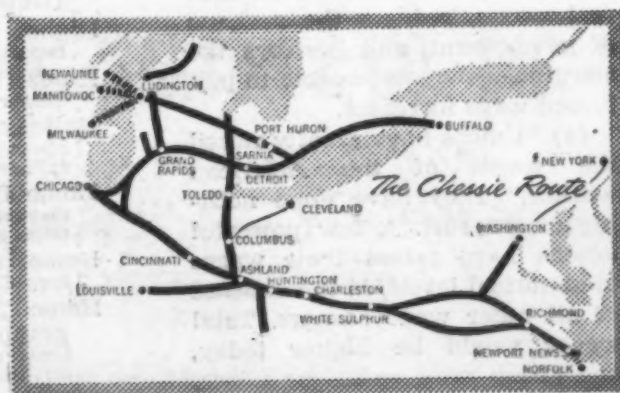 KEWAUNEE
MANITOWOC
LUDINGTON
MILWAUKEE
PORT HURON
BUFFALO
SARNIA
GRAND
RAPIDS
DETROIT
NEW YORK
CHICAGO
TOLEDO
The Chessie Route
CLEVELAND
WASHINGTON
COLUMBUS
CINCINNATI
ASHLAND
HUNTINGTON
LOUISVILLE
CHARLESTON
WHITE SULPHUR
RICHMOND
NEWPORT NEWS
NORFOLK